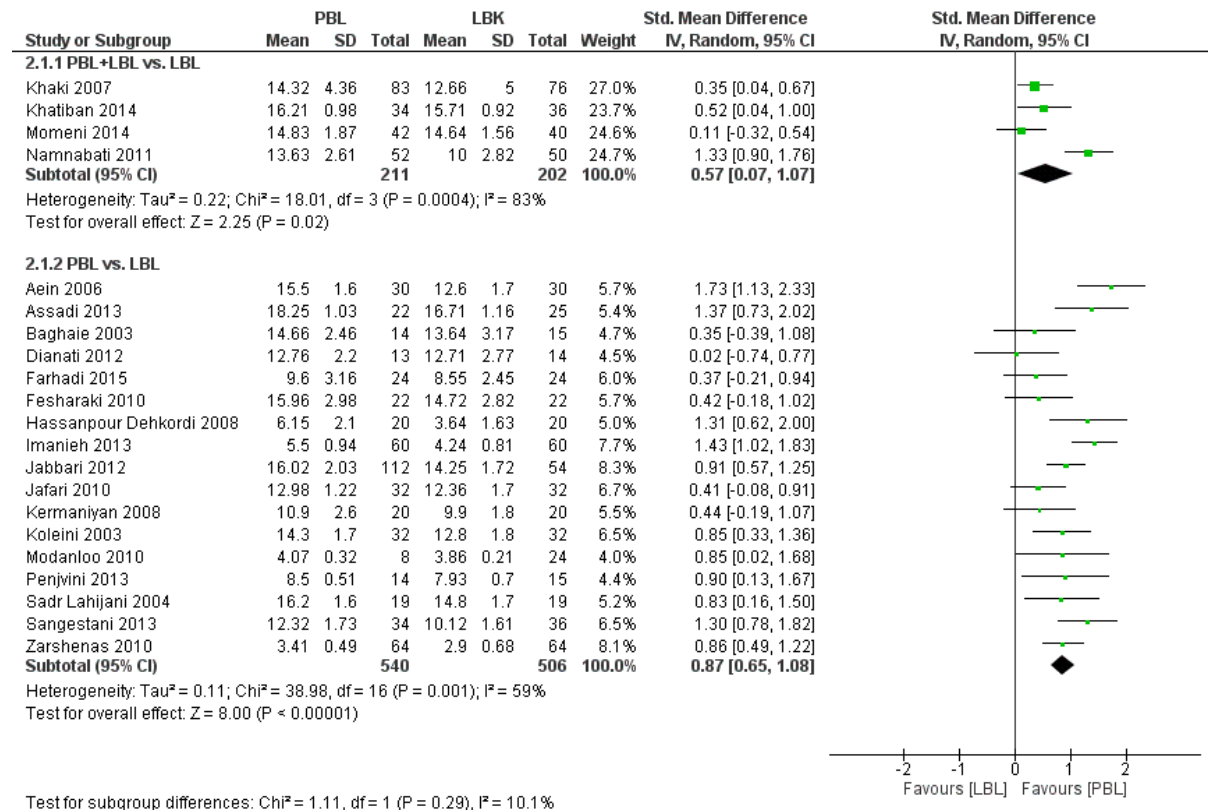 PBL LBK Std. Mean Difference Std. Mean Difference
Study or Subgroup Mean SD Total Mean SD Total Weight IV, Random, 95% CI IV, Random, 95% CI
2.1.1 PBL+LBL vs. LBL
Khaki 2007 14.32 4.36 83 12.66 5 76 27.0% 0.35 [0.04, 0.67]
Khatiban 2014 16.21 0.98 34 15.71 0.92 36 23.7% 0.52 [0.04, 1.00]
Momeni 2014 14.83 1.87 42 14.64 1.56 40 24.6% 0.11 [-0.32, 0.54]
Namnabati 2011 13.63 2.61 52 10 2.82 50 24.7% 1.33 [0.90, 1.76]
Subtotal (95% CI) 211 202 100.0% 0.57 [0.07, 1.07]
Heterogeneity: Tau² = 0.22; Chi² = 18.01, df = 3 (P = 0.0004); I² = 83%
Test for overall effect: Z = 2.25 (P = 0.02)
2.1.2 PBL vs. LBL
Aein 2006 15.5 1.6 30 12.6 1.7 30 5.7% 1.73 [1.13, 2.33]
Assadi 2013 18.25 1.03 22 16.71 1.16 25 5.4% 1.37 [0.73, 2.02]
Baghaie 2003 14.66 2.46 14 13.64 3.17 15 4.7% 0.35 [-0.39, 1.08]
Dianati 2012 12.76 2.2 13 12.71 2.77 14 4.5% 0.02 [-0.74, 0.77]
Farhadi 2015 9.6 3.16 24 8.55 2.45 24 6.0% 0.37 [-0.21, 0.94]
Fesharaki 2010 15.96 2.98 22 14.72 2.82 22 5.7% 0.42 [-0.18, 1.02]
Hassanpour Dehkordi 2008 6.15 2.1 20 3.64 1.63 20 5.0% 1.31 [0.62, 2.00]
Imanieh 2013 5.5 0.94 60 4.24 0.81 60 7.7% 1.43 [1.02, 1.83]
Jabbari 2012 16.02 2.03 112 14.25 1.72 54 8.3% 0.91 [0.57, 1.25]
Jafari 2010 12.98 1.22 32 12.36 1.7 32 6.7% 0.41 [-0.08, 0.91]
Kermaniyan 2008 10.9 2.6 20 9.9 1.8 20 5.5% 0.44 [-0.19, 1.07]
Koleini 2003 14.3 1.7 32 12.8 1.8 32 6.5% 0.85 [0.33, 1.36]
Modanloo 2010 4.07 0.32 8 3.86 0.21 24 4.0% 0.85 [0.02, 1.68]
Penjvini 2013 8.5 0.51 14 7.93 0.7 15 4.4% 0.90 [0.13, 1.67]
Sadr Lahijani 2004 16.2 1.6 19 14.8 1.7 19 5.2% 0.83 [0.16, 1.50]
Sangestani 2013 12.32 1.73 34 10.12 1.61 36 6.5% 1.30 [0.78, 1.82]
Zarshenas 2010 3.41 0.49 64 2.9 0.68 64 8.1% 0.86 [0.49, 1.22]
Subtotal (95% CI) 540 506 100.0% 0.87 [0.65, 1.08]
Heterogeneity: Tau² = 0.11; Chi² = 38.98, df = 16 (P = 0.001); I² = 59%
Test for overall effect: Z = 8.00 (P < 0.00001)
-2 -1 0 1 2
Favours [LBL] Favours [PBL]
Test for subgroup differences: Chi² = 1.11, df = 1 (P = 0.29), I² = 10.1%